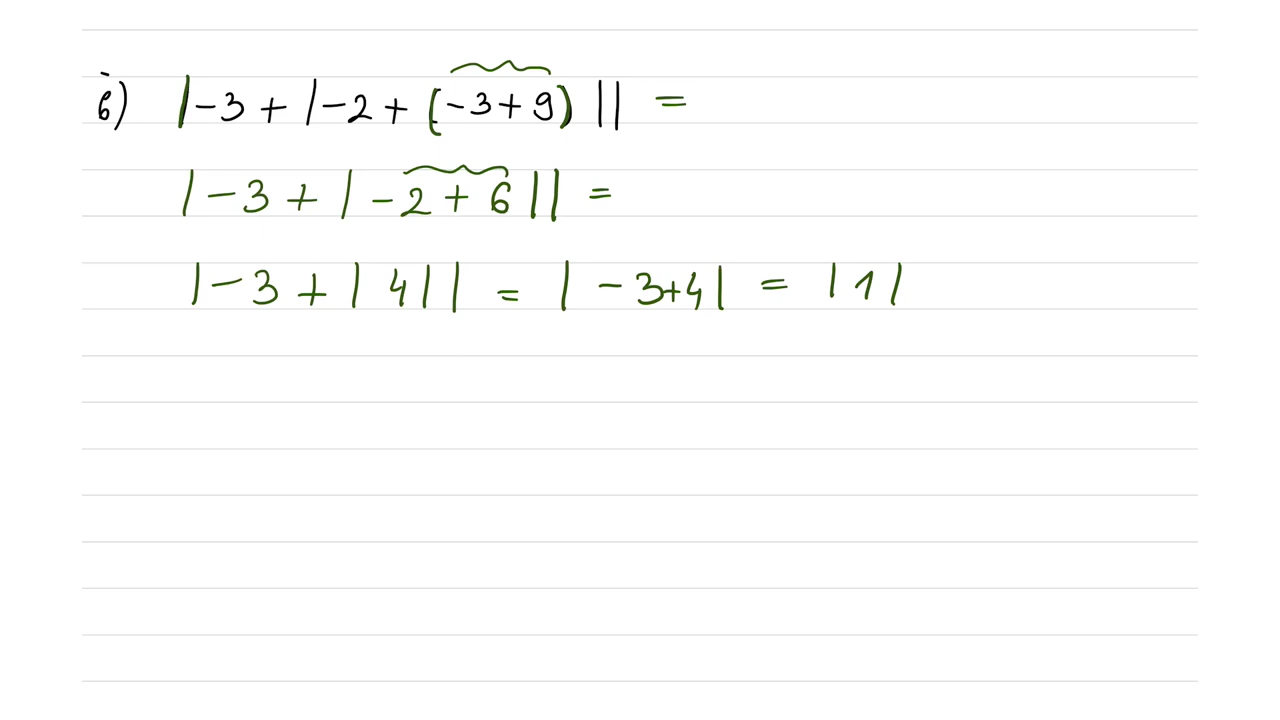 б) |-3 + |-2 + (-3 + 9)|| =
|-3 + |-2 + 6|| =
|-3 + |4|| = |-3+4| = |1|